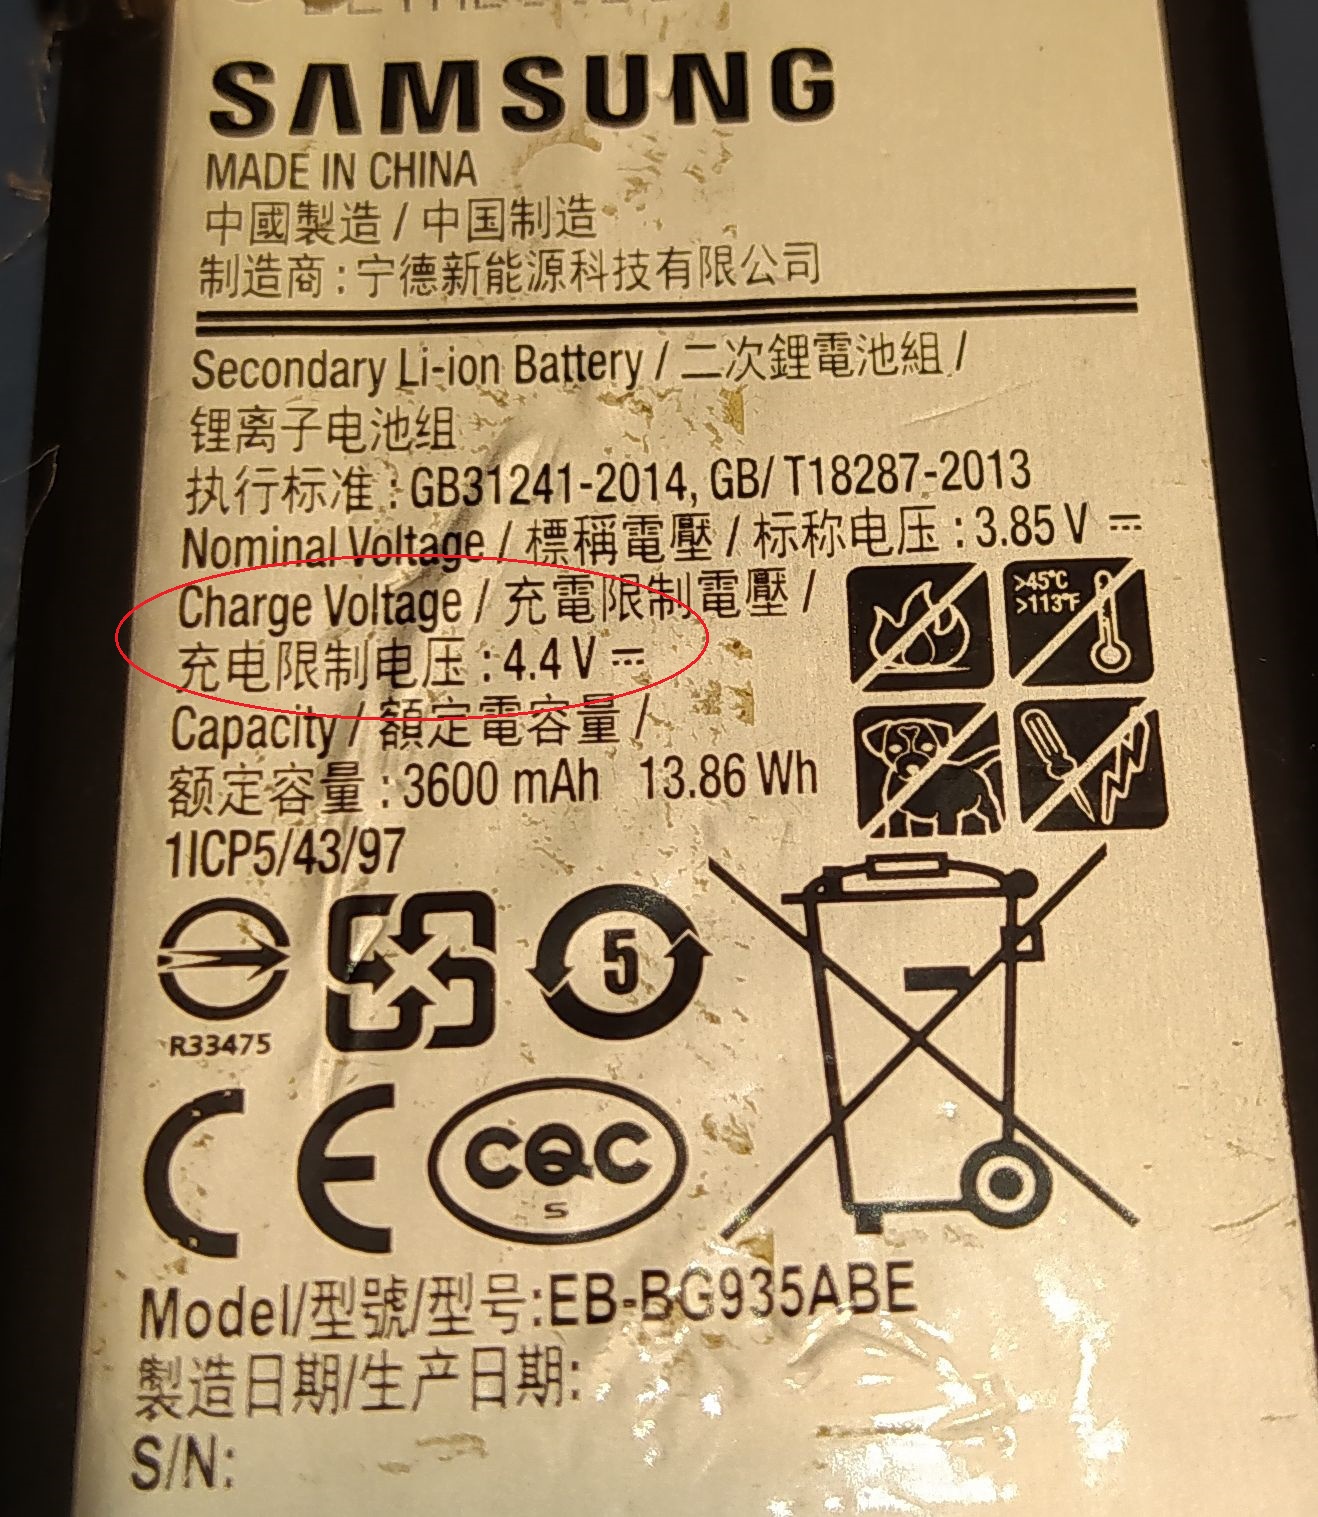 SAMSUNG
MADE IN CHINA
中國製造 / 中国制造
制造商 : 宁德新能源科技有限公司
Secondary Li-ion Battery / 二次鋰電池組 /
锂离子电池组
执行标准 : GB31241-2014, GB/ T18287-2013
Nominal Voltage / 標稱電壓 / 标称电压 : 3.85 V ⎓
Charge Voltage / 充電限制電壓 /
充电限制电压 : 4.4 V ⎓
>45°C
>113°F
Capacity / 額定電容量 /
额定容量 : 3600 mAh 13.86 Wh
1ICP5/43/97
5
R33475
CE
CQC
S
Model/型號/型号:EB-BG935ABE
製造日期/生产日期:
S/N: